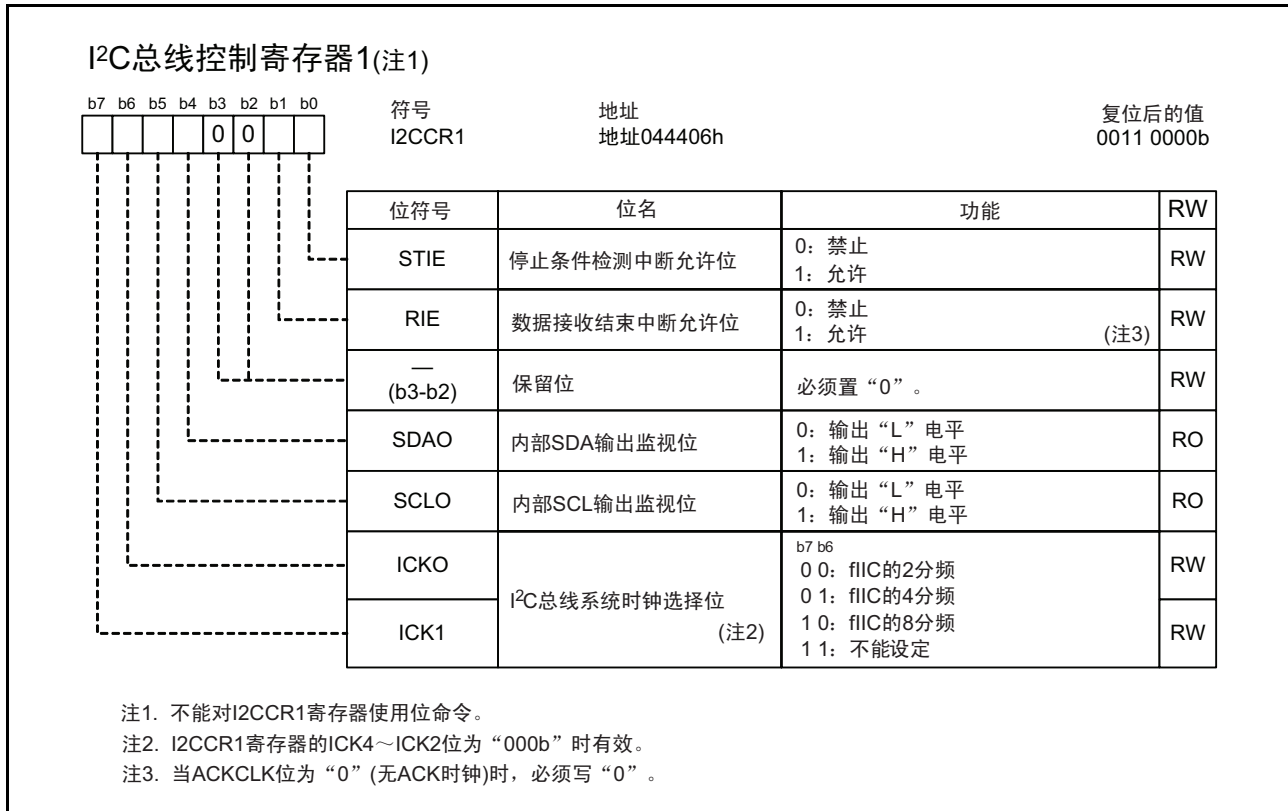 I²C总线控制寄存器1(注1)
b7 b6 b5 b4 b3 b2 b1 b0
0 0
符号 地址 复位后的值
I2CCR1 地址044406h 0011 0000b
位符号 位名 功能 RW
STIE 停止条件检测中断允许位 0：禁止
1：允许 RW
RIE 数据接收结束中断允许位 0：禁止
1：允许 (注3) RW
—
(b3-b2) 保留位 必须置“0”。 RW
SDAO 内部SDA输出监视位 0：输出“L”电平
1：输出“H”电平 RO
SCLO 内部SCL输出监视位 0：输出“L”电平
1：输出“H”电平 RO
ICKO RW
ICK1 RW
I²C总线系统时钟选择位
(注2)
b7 b6
0 0：fIIC的2分频
0 1：fIIC的4分频
1 0：fIIC的8分频
1 1：不能设定
注1. 不能对I2CCR1寄存器使用位命令。
注2. I2CCR1寄存器的ICK4～ICK2位为“000b”时有效。
注3. 当ACKCLK位为“0”(无ACK时钟)时，必须写“0”。